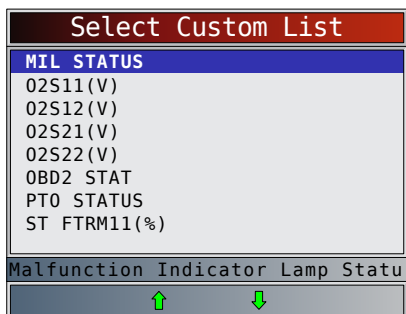 Select Custom List
MIL STATUS
O2S11(V)
O2S12(V)
O2S21(V)
O2S22(V)
OBD2 STAT
PTO STATUS
ST FTRM11(%)
Malfunction Indicator Lamp Statu